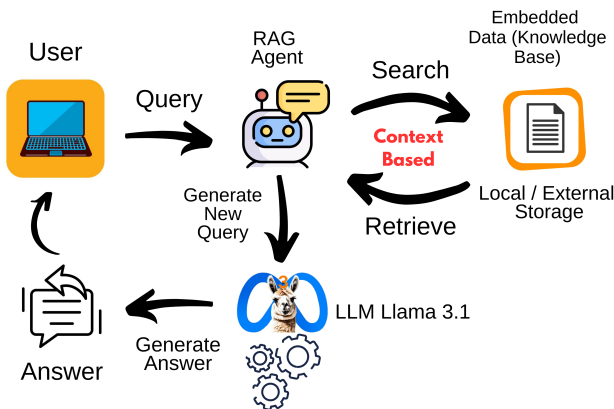 User
Query
RAG
Agent
Search
Context
Based
Retrieve
Embedded
Data (Knowledge
Base)
Local / External
Storage
Generate
New
Query
3
LLM Llama 3.1
Generate
Answer
Answer